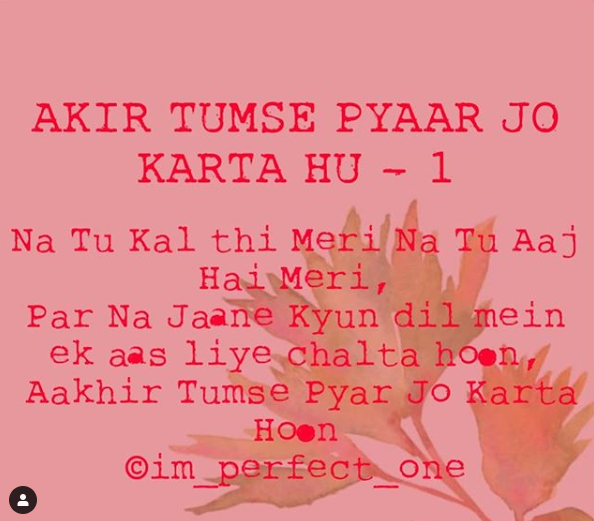 AKIR TUMSE PYAAR JO
KARTA HU - 1
Na Tu Kal thi Meri Na Tu Aaj
Hai Meri,
Par Na Jaane Kyun dil mein
ek aas liye chalta hoon,
Aakhir Tumse Pyar Jo Karta
Hoon
©im_perfect_one